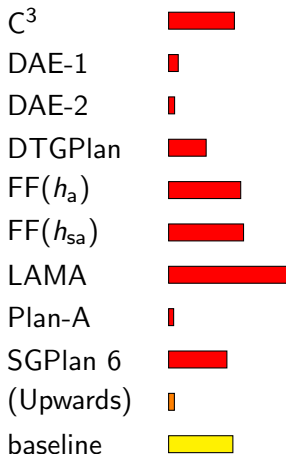 C³
DAE-1
DAE-2
DTGPlan
FF(hₐ)
FF(hₛₐ)
LAMA
Plan-A
SGPlan 6
(Upwards)
baseline